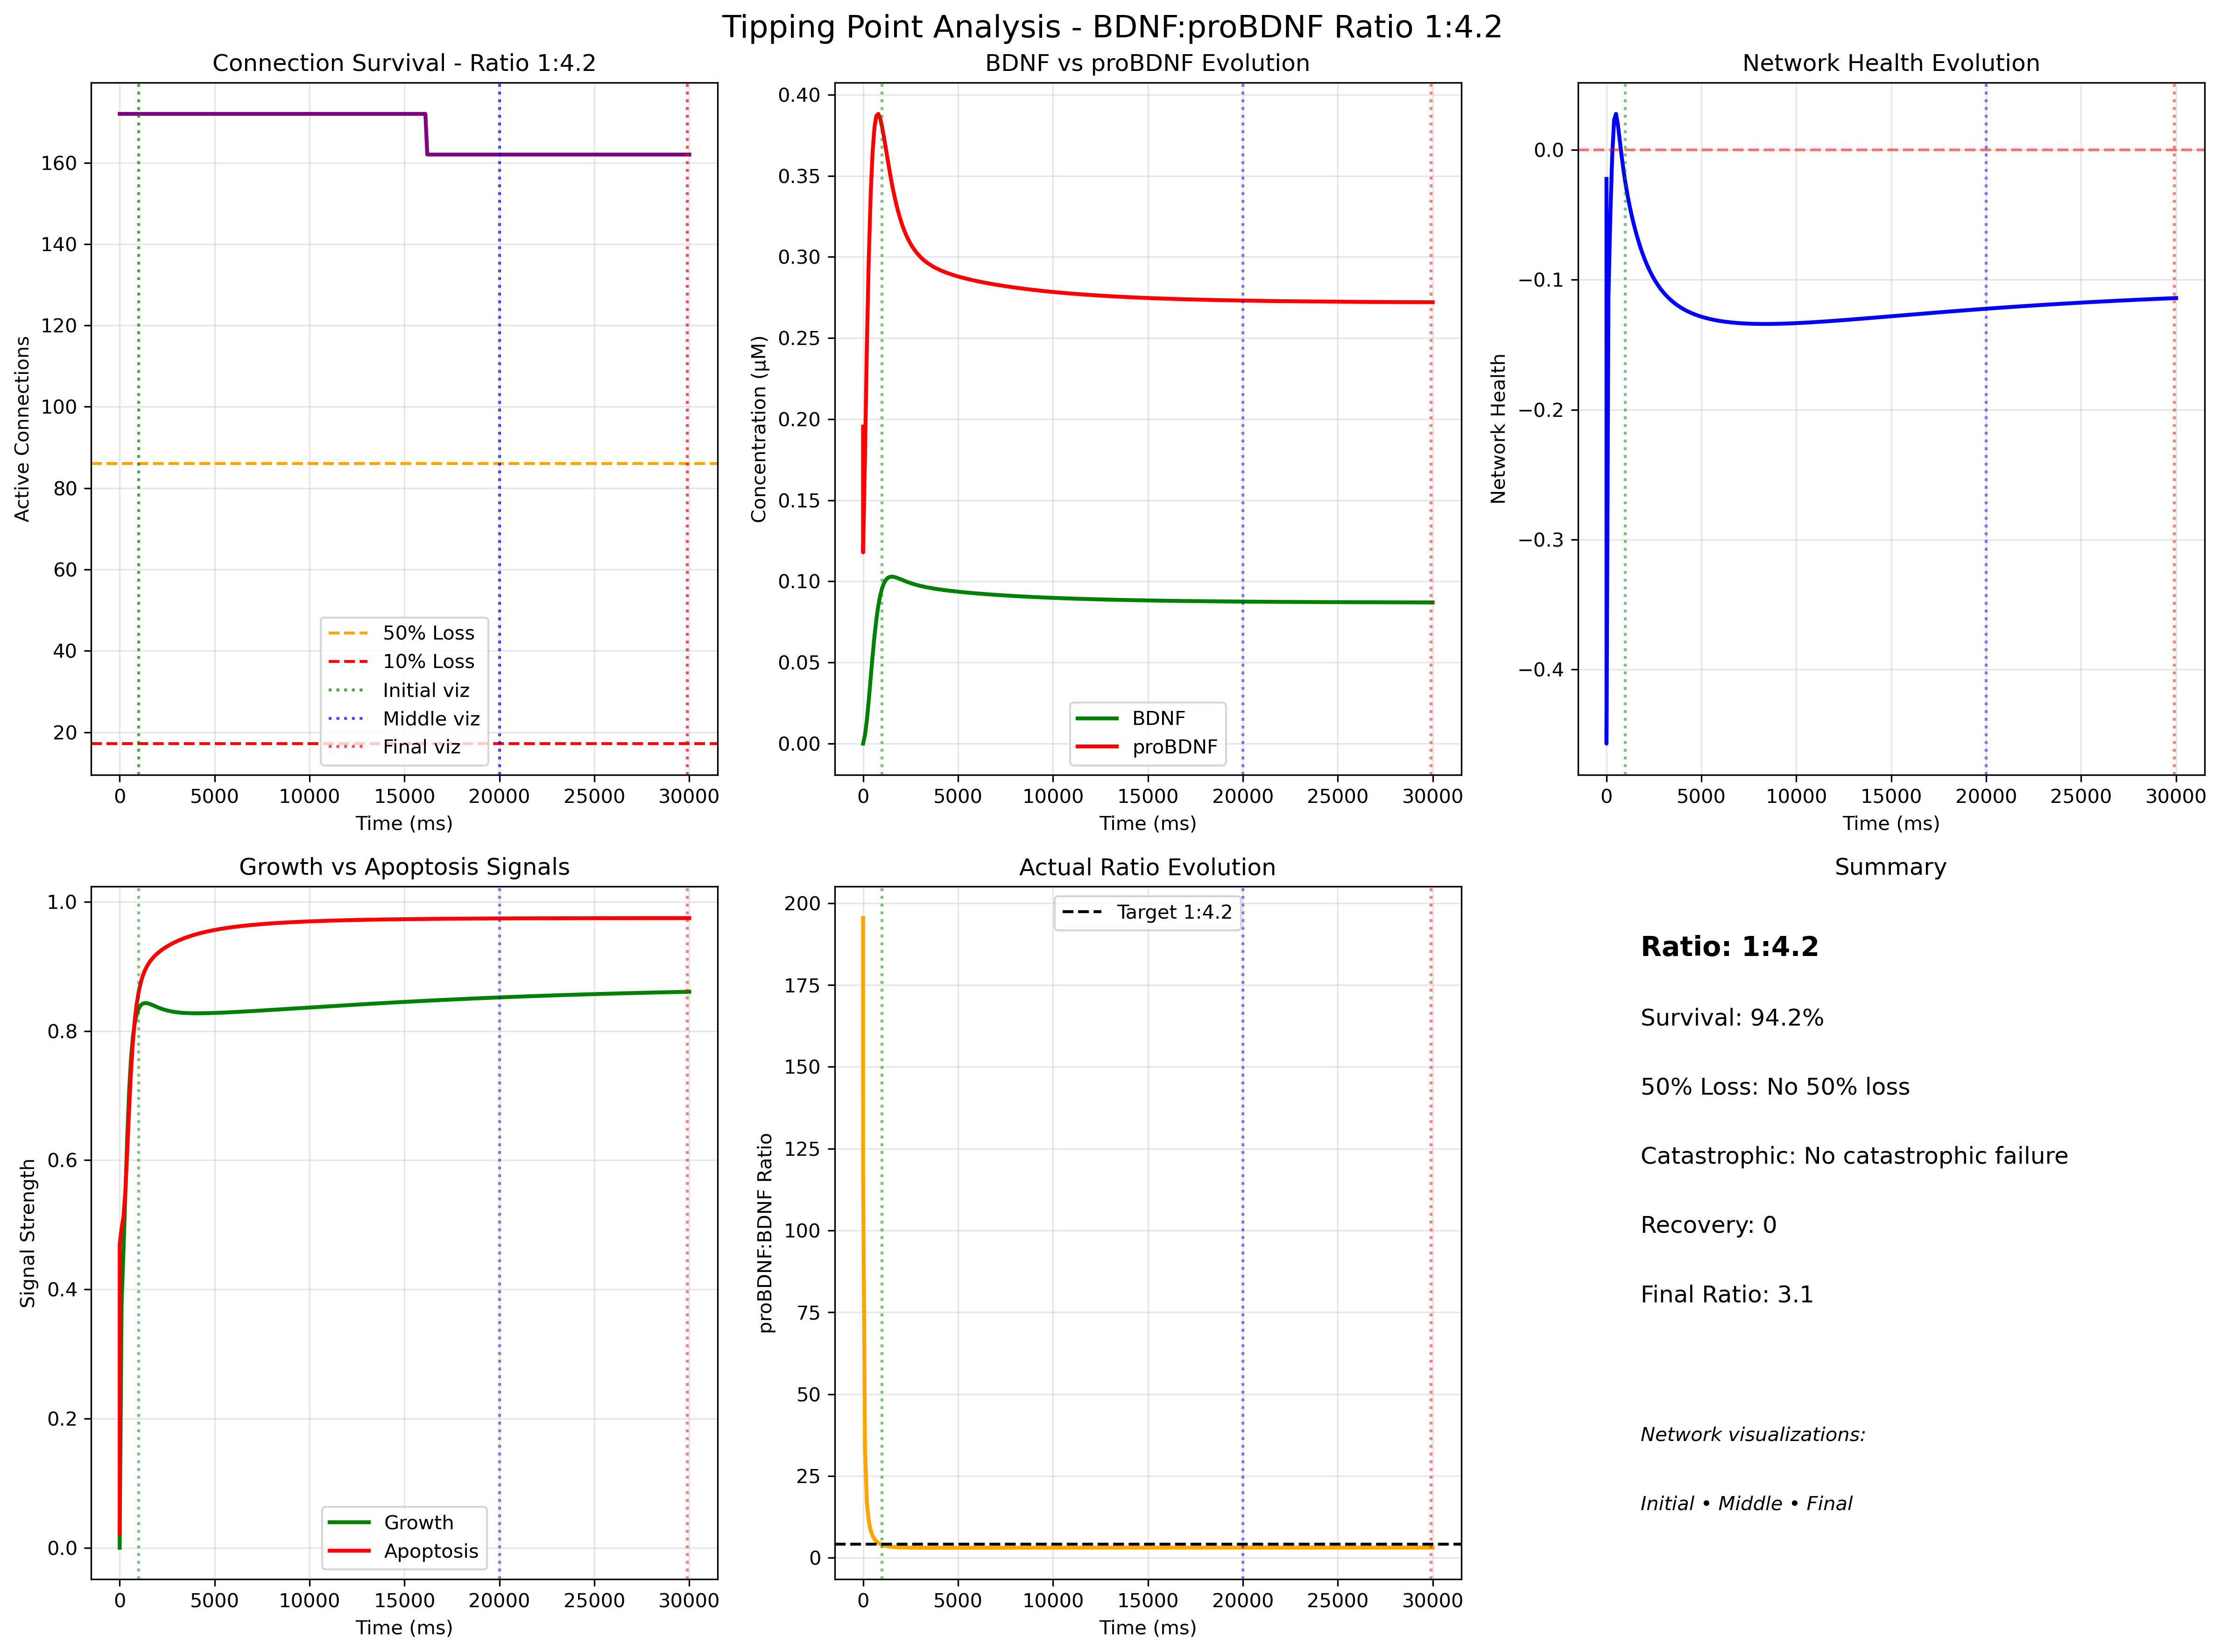 Tipping Point Analysis - BDNF:proBDNF Ratio 1:4.2
Connection Survival - Ratio 1:4.2
Active Connections
160
140
120
100
80
60
40
20
50% Loss
10% Loss
Initial viz
Middle viz
Final viz
0 5000 10000 15000 20000 25000 30000
Time (ms)
BDNF vs proBDNF Evolution
Concentration (μM)
0.40
0.35
0.30
0.25
0.20
0.15
0.10
0.05
0.00
BDNF
proBDNF
0 5000 10000 15000 20000 25000 30000
Time (ms)
Network Health Evolution
Network Health
0.0
−0.1
−0.2
−0.3
−0.4
0 5000 10000 15000 20000 25000 30000
Time (ms)
Growth vs Apoptosis Signals
Signal Strength
1.0
0.8
0.6
0.4
0.2
0.0
Growth
Apoptosis
0 5000 10000 15000 20000 25000 30000
Time (ms)
Actual Ratio Evolution
proBDNF:BDNF Ratio
200
175
150
125
100
75
50
25
0
Target 1:4.2
0 5000 10000 15000 20000 25000 30000
Time (ms)
Summary
Ratio: 1:4.2
Survival: 94.2%
50% Loss: No 50% loss
Catastrophic: No catastrophic failure
Recovery: 0
Final Ratio: 3.1
Network visualizations:
Initial • Middle • Final